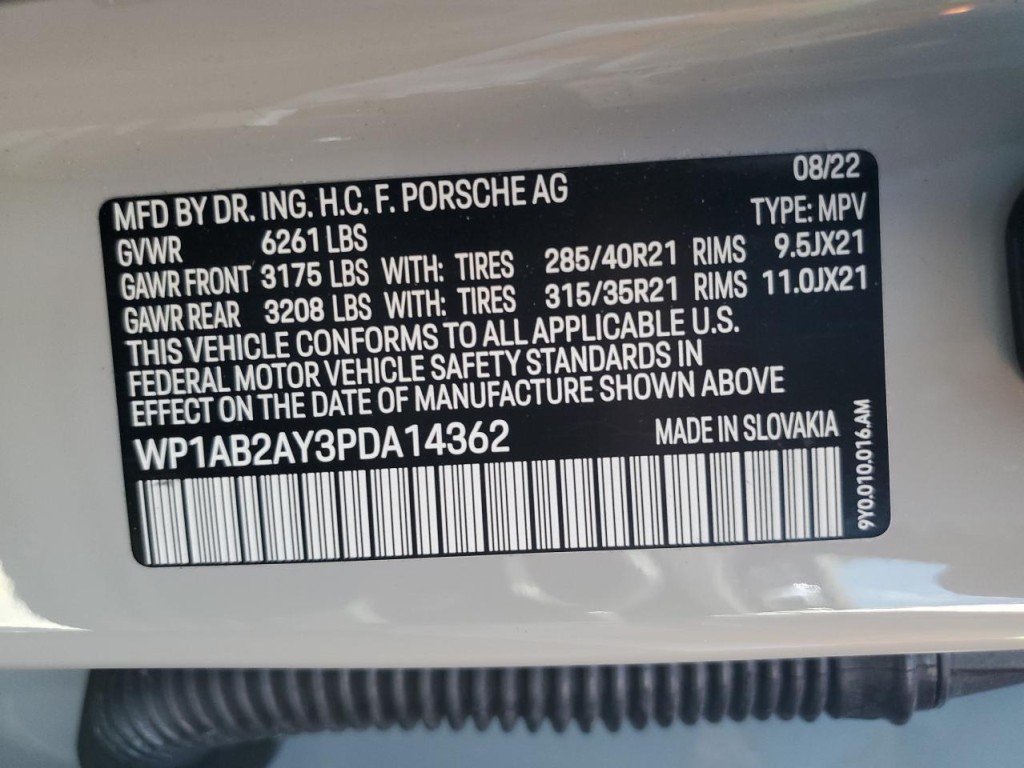 MFD BY DR. ING. H.C. F. PORSCHE AG 08/22
GVWR 6261 LBS TYPE: MPV
GAWR FRONT 3175 LBS WITH: TIRES 285/40R21 RIMS 9.5JX21
GAWR REAR 3208 LBS WITH: TIRES 315/35R21 RIMS 11.0JX21
THIS VEHICLE CONFORMS TO ALL APPLICABLE U.S.
FEDERAL MOTOR VEHICLE SAFETY STANDARDS IN
EFFECT ON THE DATE OF MANUFACTURE SHOWN ABOVE
WP1AB2AY3PDA14362 MADE IN SLOVAKIA
9Y0.010.016.AM